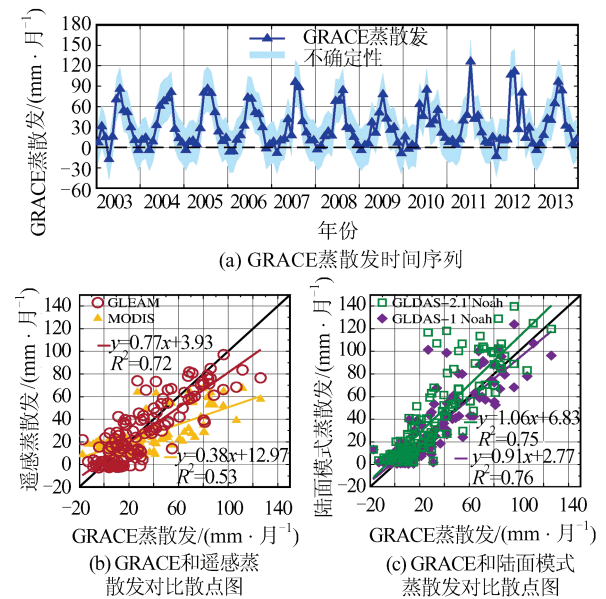 GRACE蒸散发/(mm · 月⁻¹)
180
150
120
90
60
30
0
−30
−60
GRACE蒸散发
不确定性
2003 2004 2005 2006 2007 2008 2009 2010 2011 2012 2013
年份
(a) GRACE蒸散发时间序列
遥感蒸散发/(mm · 月⁻¹)
140
120
100
80
60
40
20
0
−20
GLEAM
MODIS
y=0.77x+3.93
R²=0.72
y=0.38x+12.97
R²=0.53
−20 20 60 100 140
GRACE蒸散发/(mm · 月⁻¹)
(b) GRACE和遥感蒸
散发对比散点图
陆面模式蒸散发/(mm · 月⁻¹)
140
120
100
80
60
40
20
0
−20
GLDAS−2.1 Noah
GLDAS−1 Noah
y=1.06x+6.83
R²=0.75
y=0.91x+2.77
R²=0.76
−20 20 60 100 140
GRACE蒸散发/(mm · 月⁻¹)
(c) GRACE和陆面模式
蒸散发对比散点图